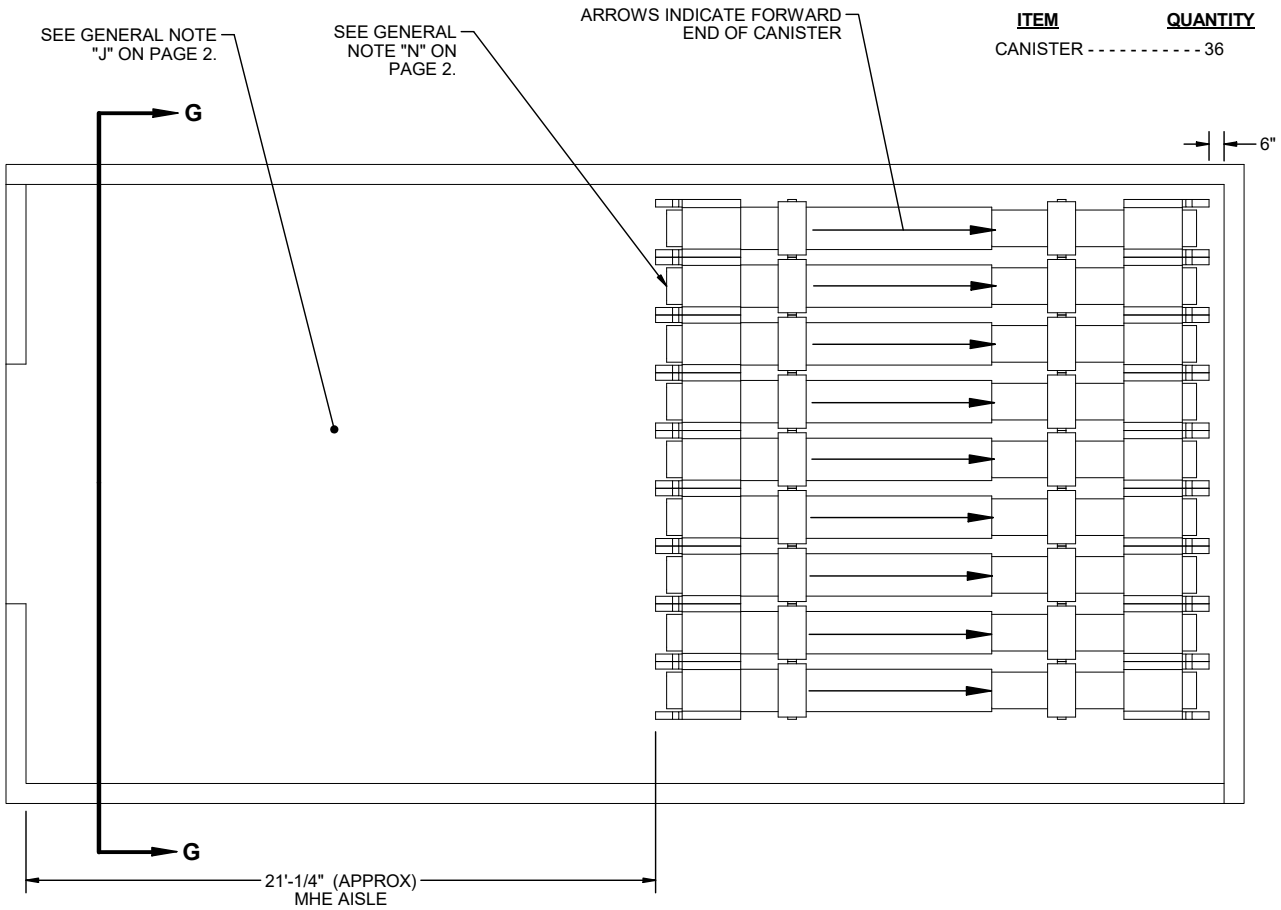 SEE GENERAL NOTE
"J" ON PAGE 2.
SEE GENERAL
NOTE "N" ON
PAGE 2.
ARROWS INDICATE FORWARD
END OF CANISTER
ITEM QUANTITY
CANISTER - - - - - - - - - - - 36
G
6"
G
21'-1/4" (APPROX)
MHE AISLE